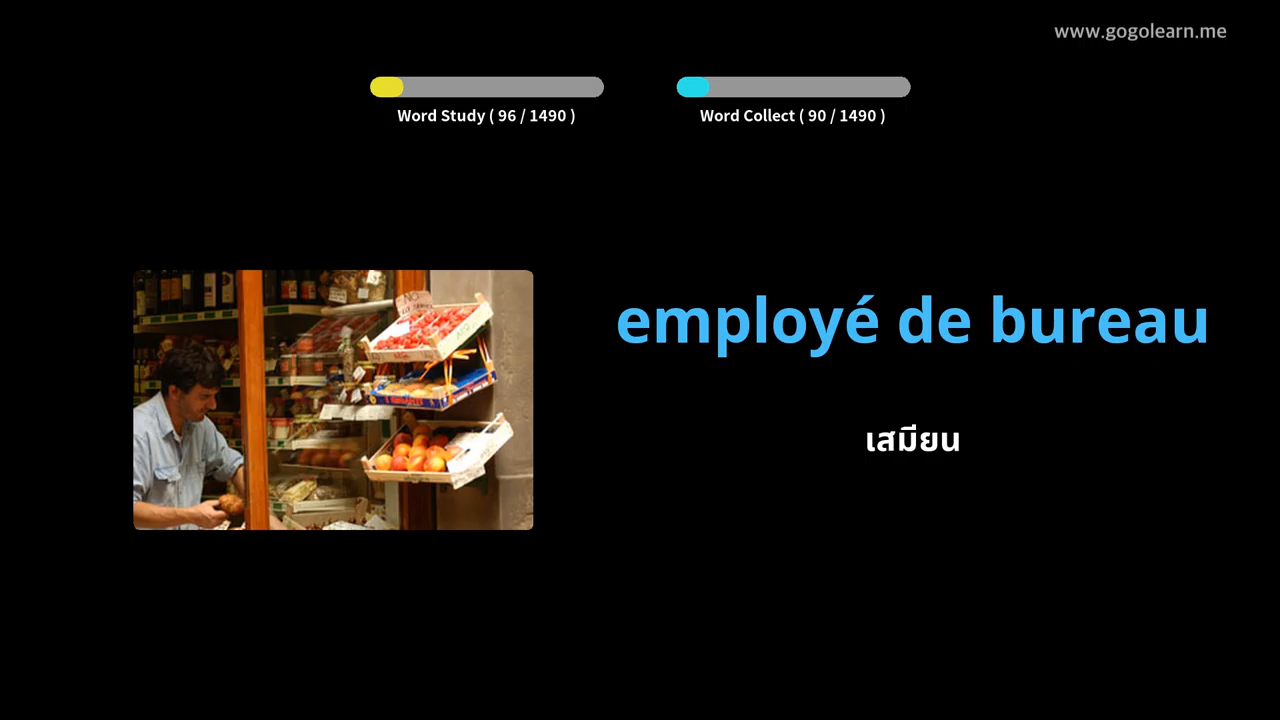 www.gogolearn.me
Word Study ( 96 / 1490 )
Word Collect ( 90 / 1490 )
employé de bureau
เสมียน